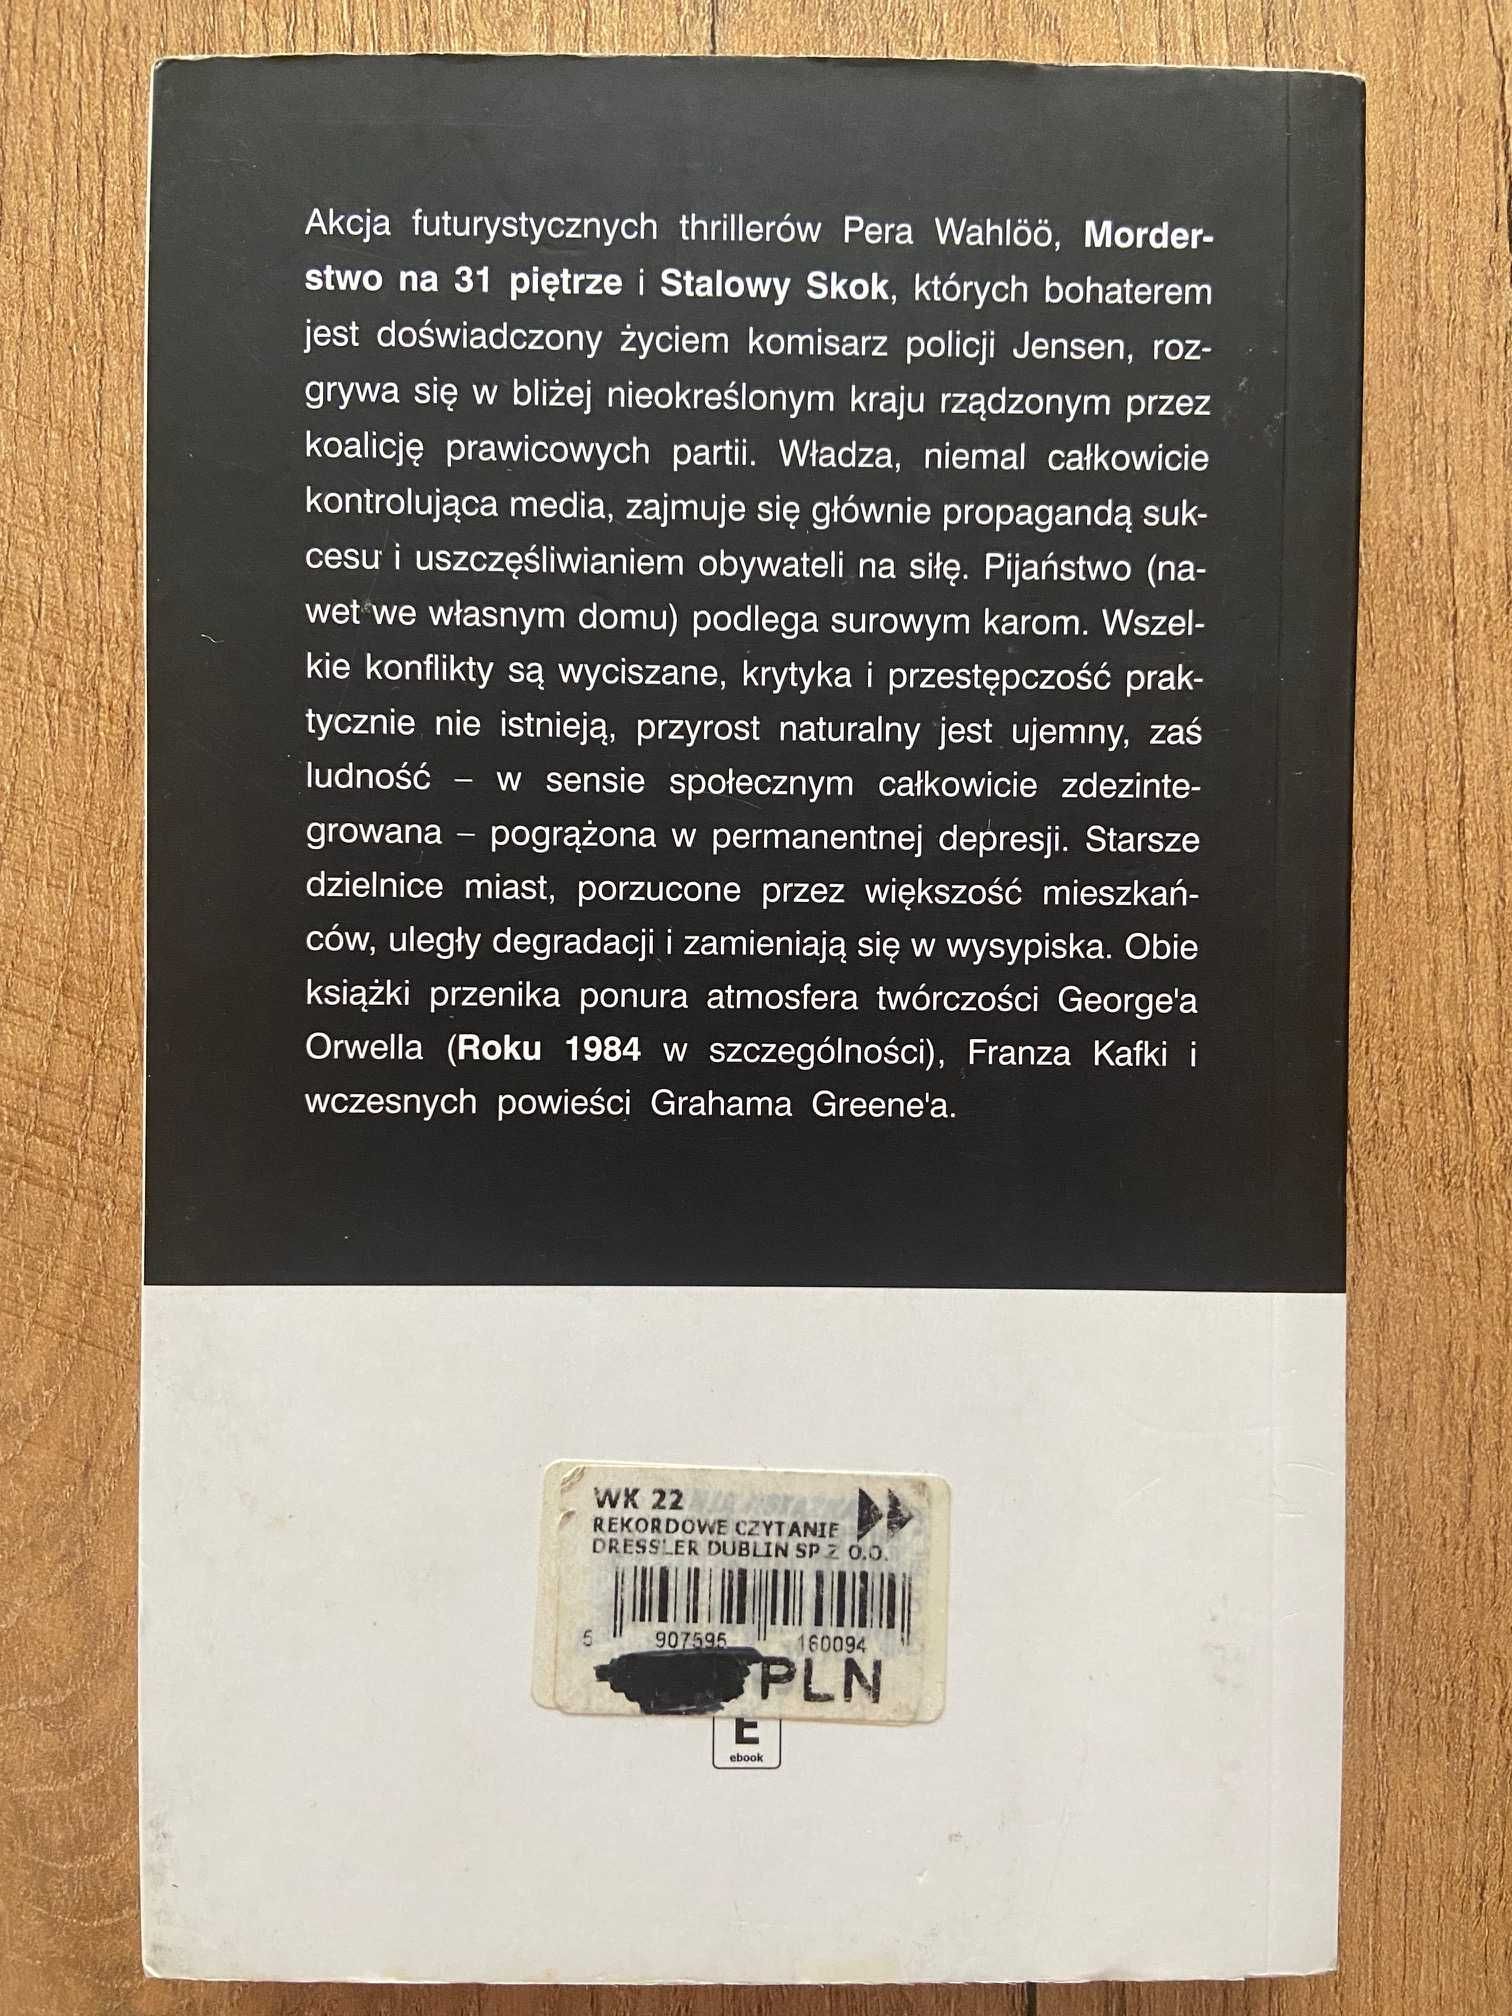 Akcja futurystycznych thrillerów Pera Wahlöö, Morder-
stwo na 31 piętrze i Stalowy Skok, których bohaterem
jest doświadczony życiem komisarz policji Jensen, roz-
grywa się w bliżej nieokreślonym kraju rządzonym przez
koalicję prawicowych partii. Władza, niemal całkowicie
kontrolująca media, zajmuje się głównie propagandą suk-
cesu i uszczęśliwianiem obywateli na siłę. Pijaństwo (na-
wet we własnym domu) podlega surowym karom. Wszel-
kie konflikty są wyciszane, krytyka i przestępczość prak-
tycznie nie istnieją, przyrost naturalny jest ujemny, zaś
ludność – w sensie społecznym całkowicie zdezinte-
growana – pogrążona w permanentnej depresji. Starsze
dzielnice miast, porzucone przez większość mieszkań-
ców, uległy degradacji i zamieniają się w wysypiska. Obie
książki przenika ponura atmosfera twórczości George'a
Orwella (Roku 1984 w szczególności), Franza Kafki i
wczesnych powieści Grahama Greene'a.
WK 22
REKORDOWE CZYTANIE
DRESSLER DUBLIN SP Z O.O.
5 907595 160094
PLN
E
ebook